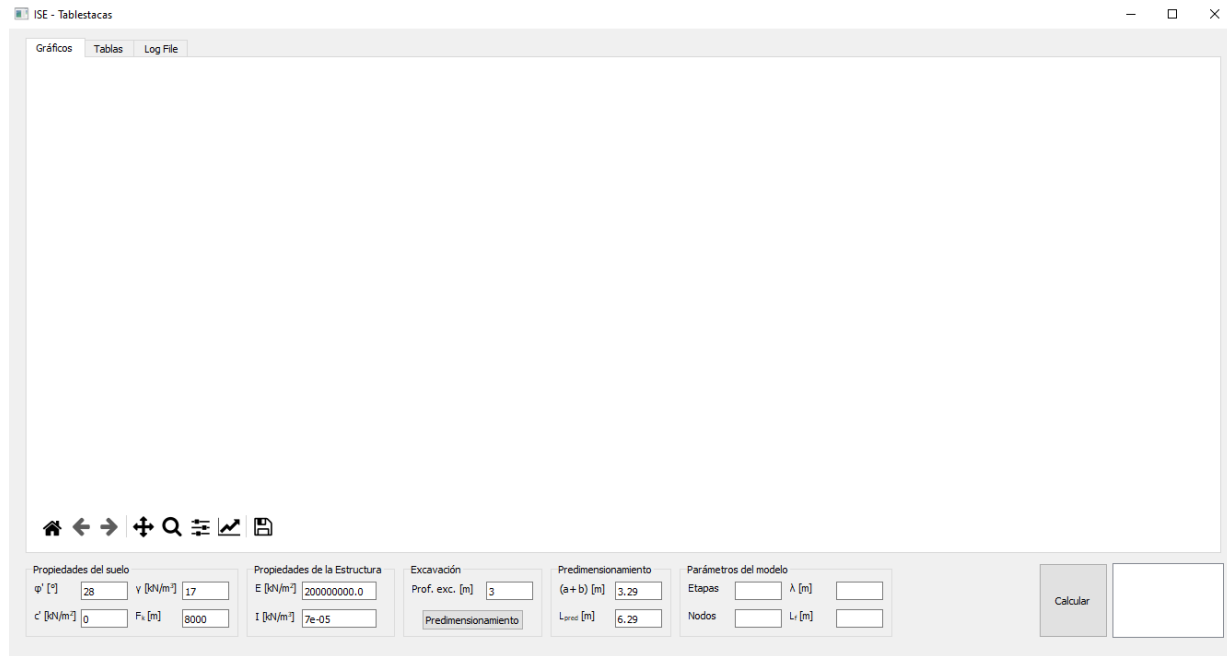 ISE - Tablestacas
Gráficos Tablas Log File
Propiedades del suelo
φ' [º] 28 γ [kN/m³] 17
c' [kN/m²] 0 Fₖ [m] 8000
Propiedades de la Estructura
E [kN/m²] 200000000.0
I [kN/m³] 7e-05
Excavación
Prof. exc. [m] 3
Predimensionamiento
Predimensionamiento
(a+b) [m] 3.29
Lₚᵣₑd [m] 6.29
Parámetros del modelo
Etapas λ [m]
Nodos Lf [m]
Calcular